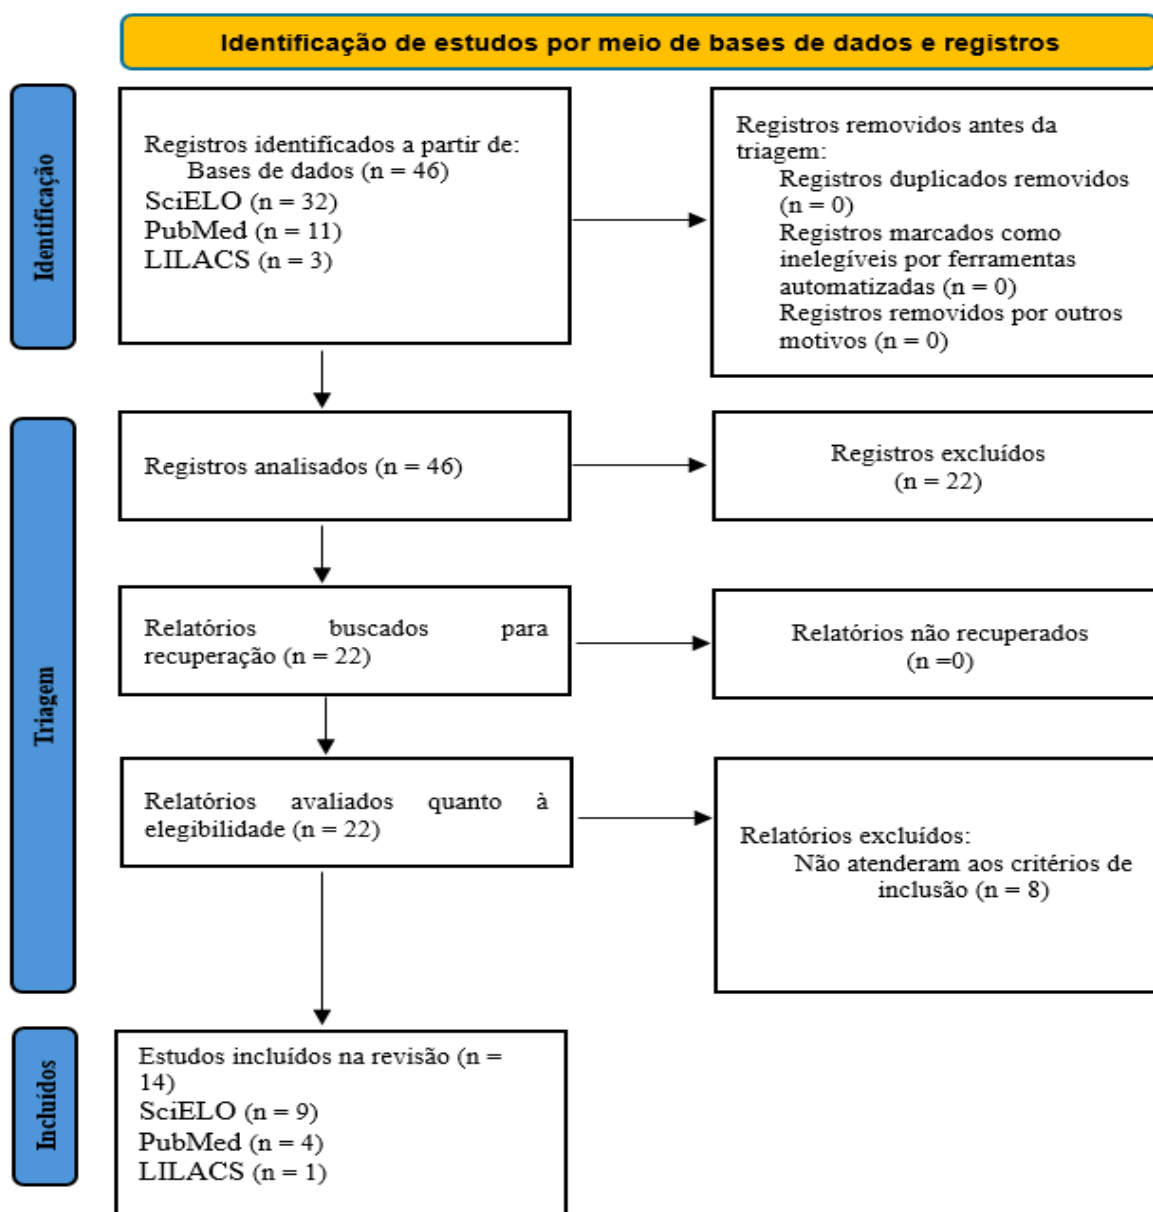 Identificação de estudos por meio de bases de dados e registros
Identificação
Registros identificados a partir de:
Bases de dados (n = 46)
SciELO (n = 32)
PubMed (n = 11)
LILACS (n = 3)
Registros removidos antes da
triagem:
Registros duplicados removidos
(n = 0)
Registros marcados como
inelegíveis por ferramentas
automatizadas (n = 0)
Registros removidos por outros
motivos (n = 0)
Triagem
Registros analisados (n = 46)
Registros excluídos
(n = 22)
Relatórios buscados para
recuperação (n = 22)
Relatórios não recuperados
(n =0)
Relatórios avaliados quanto à
elegibilidade (n = 22)
Relatórios excluídos:
Não atenderam aos critérios de
inclusão (n = 8)
Incluídos
Estudos incluídos na revisão (n =
14)
SciELO (n = 9)
PubMed (n = 4)
LILACS (n = 1)